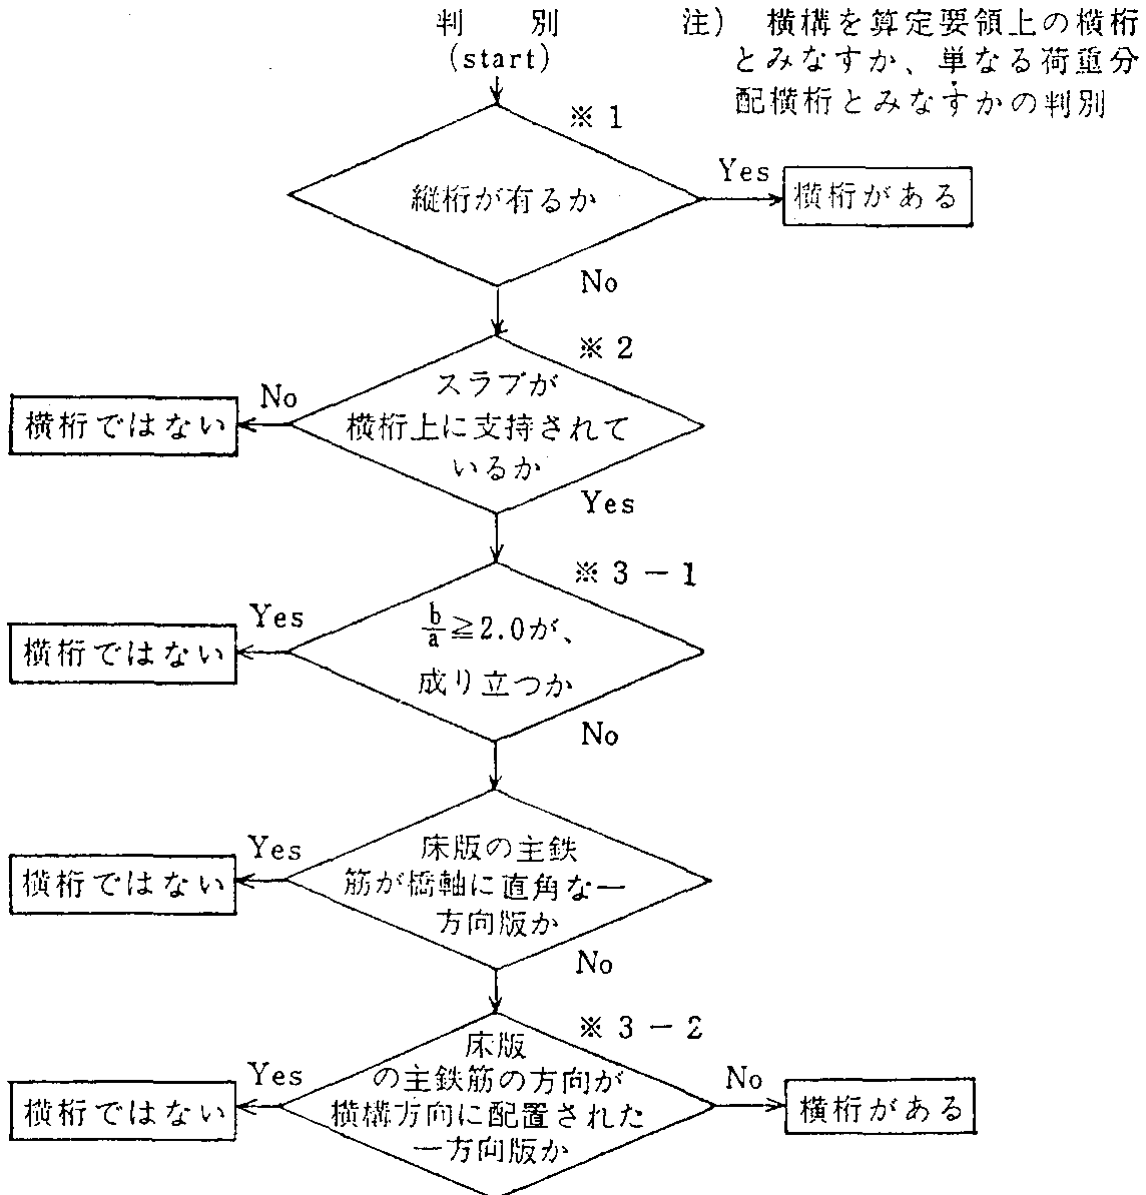 判別
(start)
注) 横構を算定要領上の横桁
とみなすか、単なる荷重分
配横桁とみなすかの判別
※1
縦桁が有るか
Yes
横桁がある
No
※2
スラブが
横桁上に支持されて
いるか
No
横桁ではない
Yes
※3-1
b/a≧2.0が、
成り立つか
Yes
横桁ではない
No
床版の主鉄
筋が橋軸に直角な一
方向版か
Yes
横桁ではない
No
※3-2
床版
の主鉄筋の方向が
横構方向に配置された
一方向版か
Yes
横桁ではない
No
横桁がある